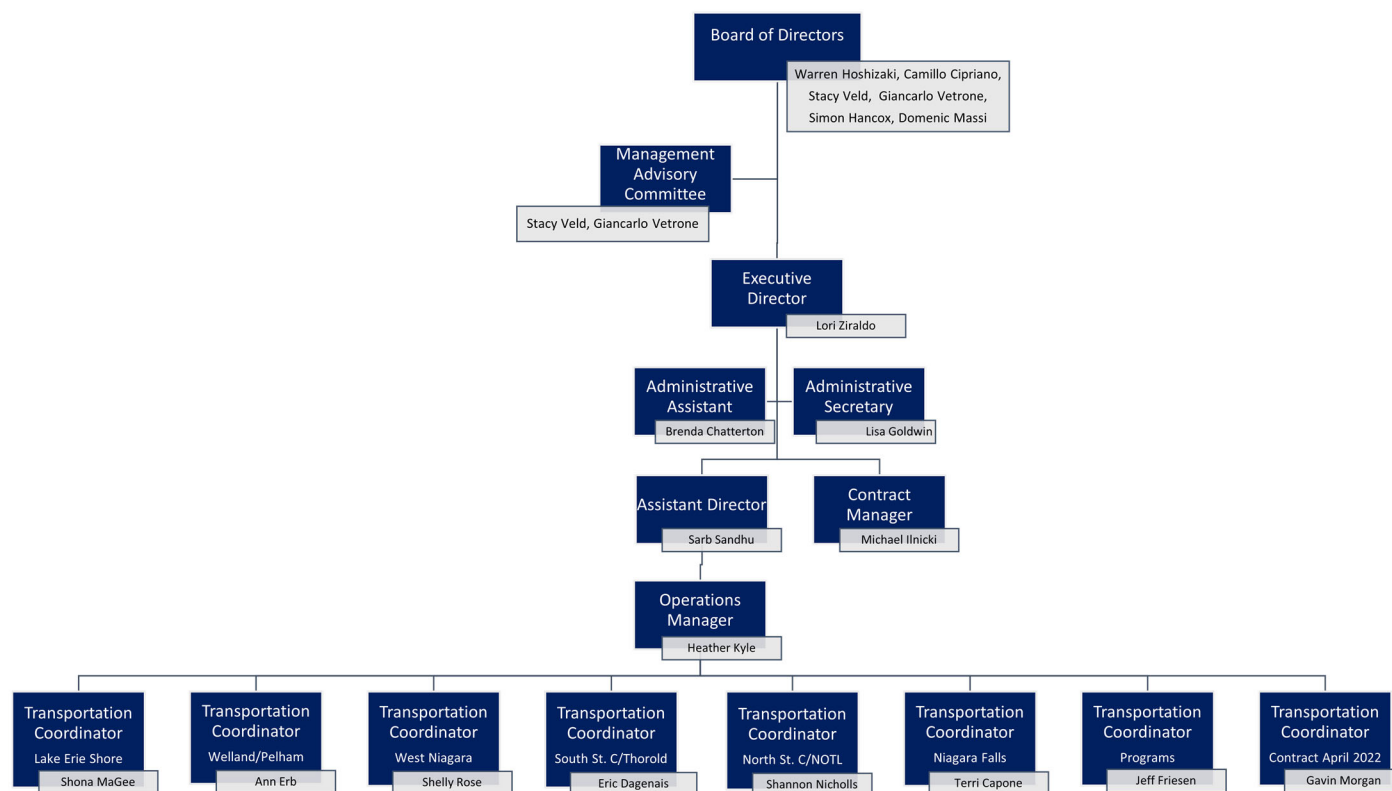 Board of Directors
Warren Hoshizaki, Camillo Cipriano,
Stacy Veld, Giancarlo Vetrone,
Simon Hancox, Domenic Massi
Management
Advisory
Committee
Stacy Veld, Giancarlo Vetrone
Executive
Director
Lori Ziraldo
Administrative
Assistant
Brenda Chatterton
Administrative
Secretary
Lisa Goldwin
Assistant Director
Sarb Sandhu
Contract
Manager
Michael Ilnicki
Operations
Manager
Heather Kyle
Transportation
Coordinator
Lake Erie Shore
Shona MaGee
Transportation
Coordinator
Welland/Pelham
Ann Erb
Transportation
Coordinator
West Niagara
Shelly Rose
Transportation
Coordinator
South St. C/Thorold
Eric Dagenais
Transportation
Coordinator
North St. C/NOTL
Shannon Nicholls
Transportation
Coordinator
Niagara Falls
Terri Capone
Transportation
Coordinator
Programs
Jeff Friesen
Transportation
Coordinator
Contract April 2022
Gavin Morgan